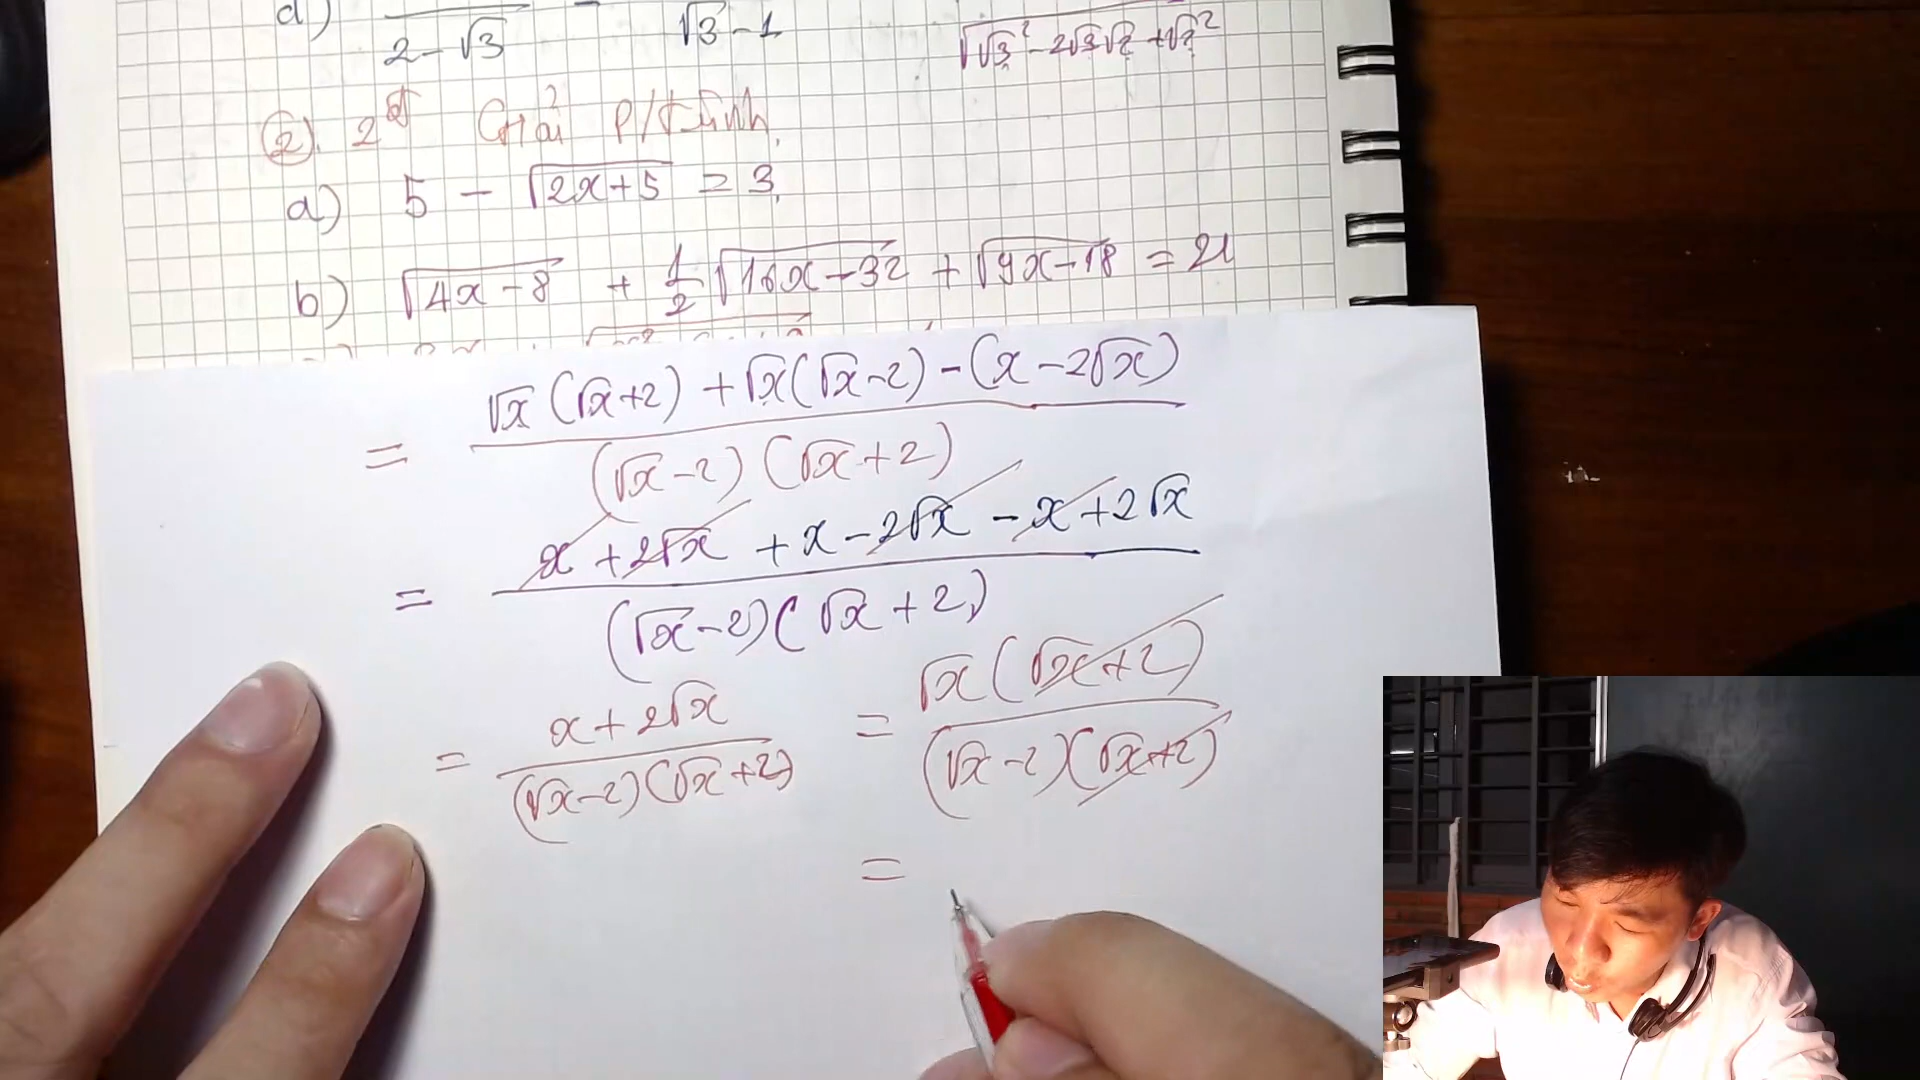 d) 2 - √3 √3 - 1 √(√3² - 2√3√2 + √2²)
②. 2đ Giải p/trình.
a) 5 - √(2x+5) = 3
b) √(4x-8) + 1/2 √(16x-32) + √(9x-18) = 21
= (√x(√x+2) + √x(√x-2) - (x-2√x)) / ((√x-2)(√x+2))
= (x + 2√x + x - 2√x - x + 2√x) / ((√x-2)(√x+2))
= (x + 2√x) / ((√x-2)(√x+2)) = (√x(√x+2)) / ((√x-2)(√x+2))
=